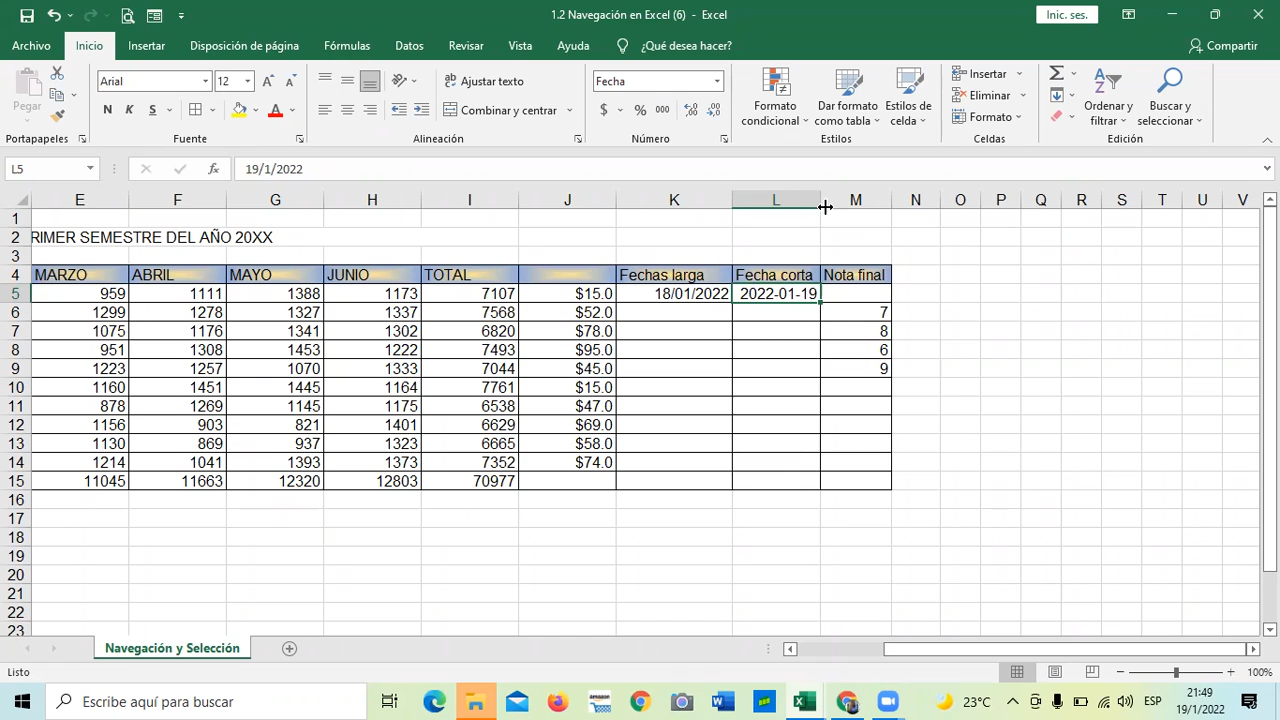 1.2 Navegación en Excel (6) - Excel
Inic. ses.
Archivo Inicio Insertar Disposición de página Fórmulas Datos Revisar Vista Ayuda ¿Qué desea hacer? Compartir
Pegar
Arial 12
N K S
Ajustar texto
Combinar y centrar
Fecha
$ % 000
Formato condicional
Dar formato como tabla
Estilos de celda
Insertar
Eliminar
Formato
Ordenar y filtrar
Buscar y seleccionar
Portapapeles Fuente Alineación Número Estilos Celdas Edición
L5 fx 19/1/2022
E F G H I J K L M N O P Q R S T U V
1
2 RIMER SEMESTRE DEL AÑO 20XX
3
4 MARZO ABRIL MAYO JUNIO TOTAL Fechas larga Fecha corta Nota final
5 959 1111 1388 1173 7107 $15.0 18/01/2022 2022-01-19
6 1299 1278 1327 1337 7568 $52.0 7
7 1075 1176 1341 1302 6820 $78.0 8
8 951 1308 1453 1222 7493 $95.0 6
9 1223 1257 1070 1333 7044 $45.0 9
10 1160 1451 1445 1164 7761 $15.0
11 878 1269 1145 1175 6538 $47.0
12 1156 903 821 1401 6629 $69.0
13 1130 869 937 1323 6665 $58.0
14 1214 1041 1393 1373 7352 $74.0
15 11045 11663 12320 12803 70977
16
17
18
19
20
21
22
23
Navegación y Selección
Listo 100%
Escribe aquí para buscar 23°C ESP 21:49
19/1/2022